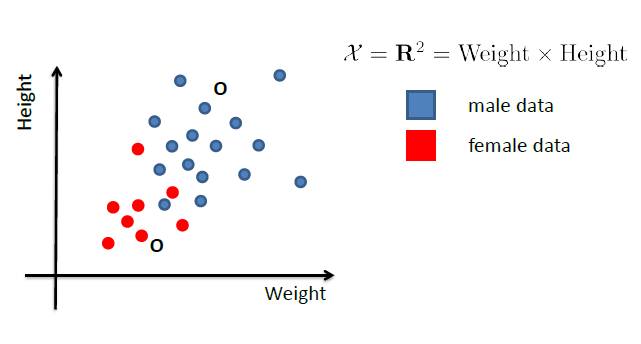 𝒳 = 𝐑² = Weight × Height
Height
O
male data
female data
O
Weight